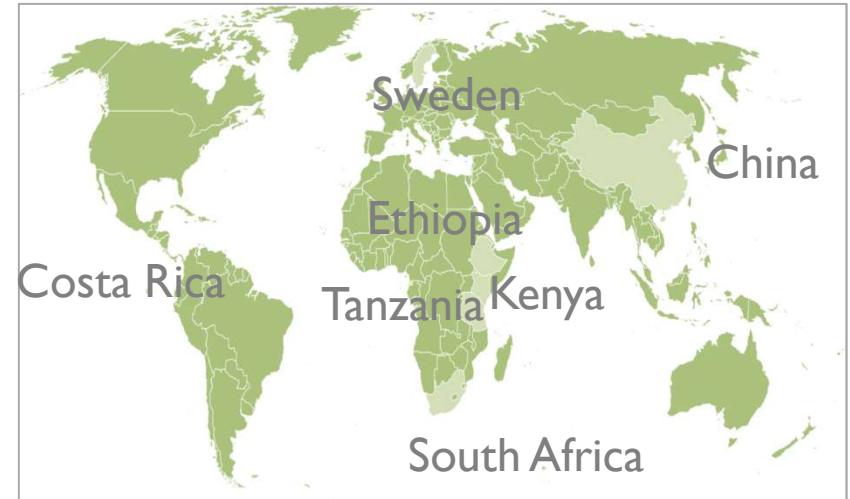 Sweden
China
Ethiopia
Costa Rica
Tanzania
Kenya
South Africa